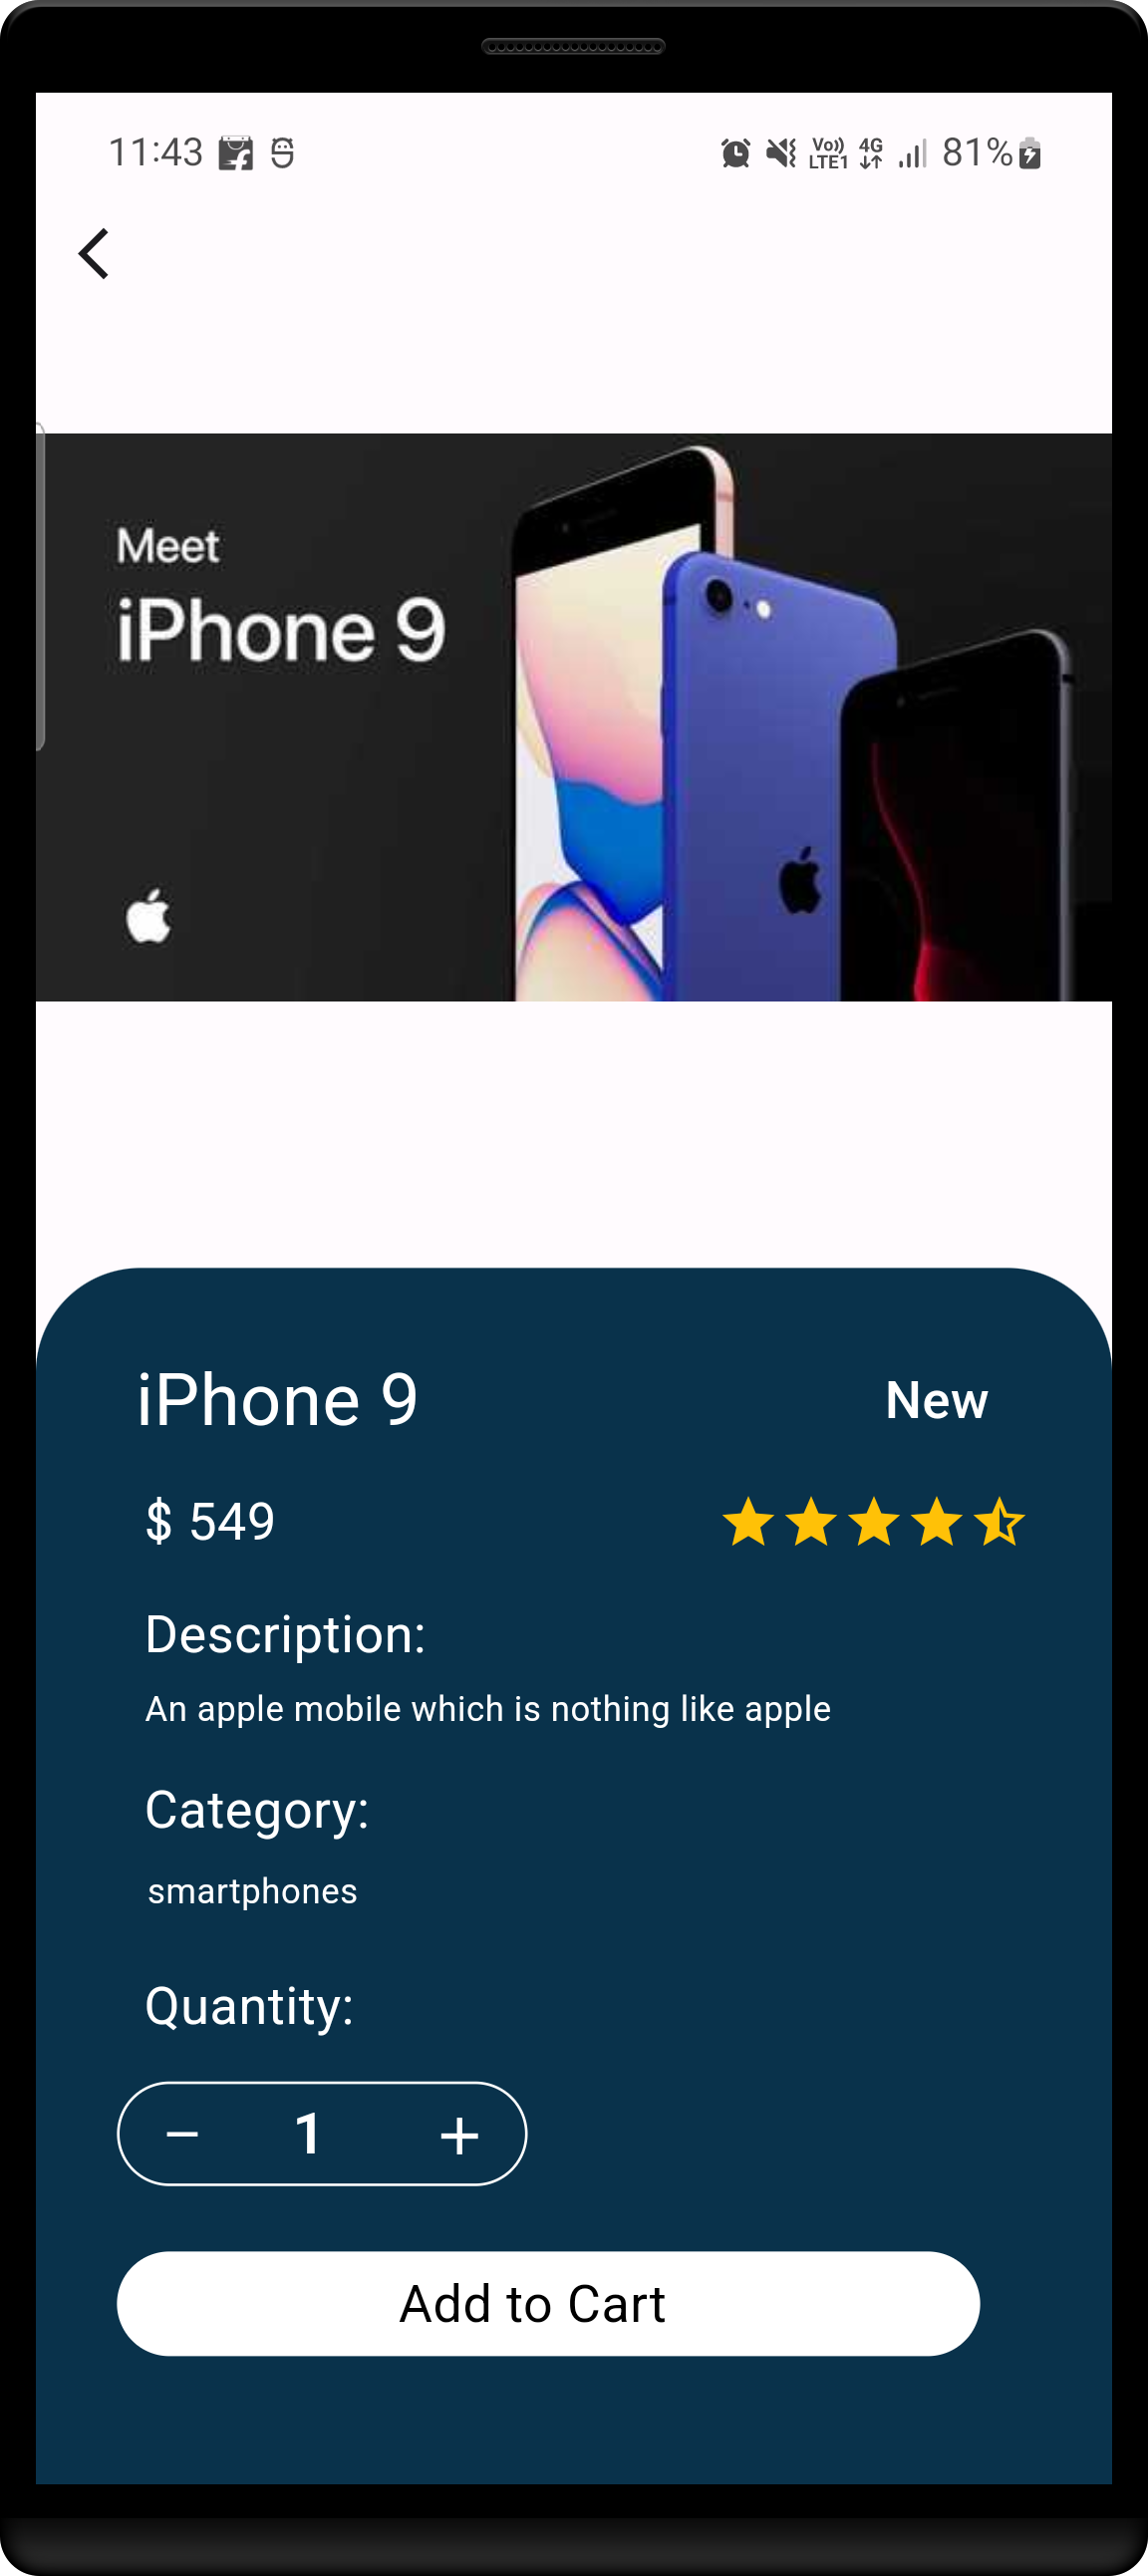 11:43 Vo)) LTE1 4G 81%
Meet
iPhone 9
iPhone 9 New
$ 549
Description:
An apple mobile which is nothing like apple
Category:
smartphones
Quantity:
− 1 +
Add to Cart